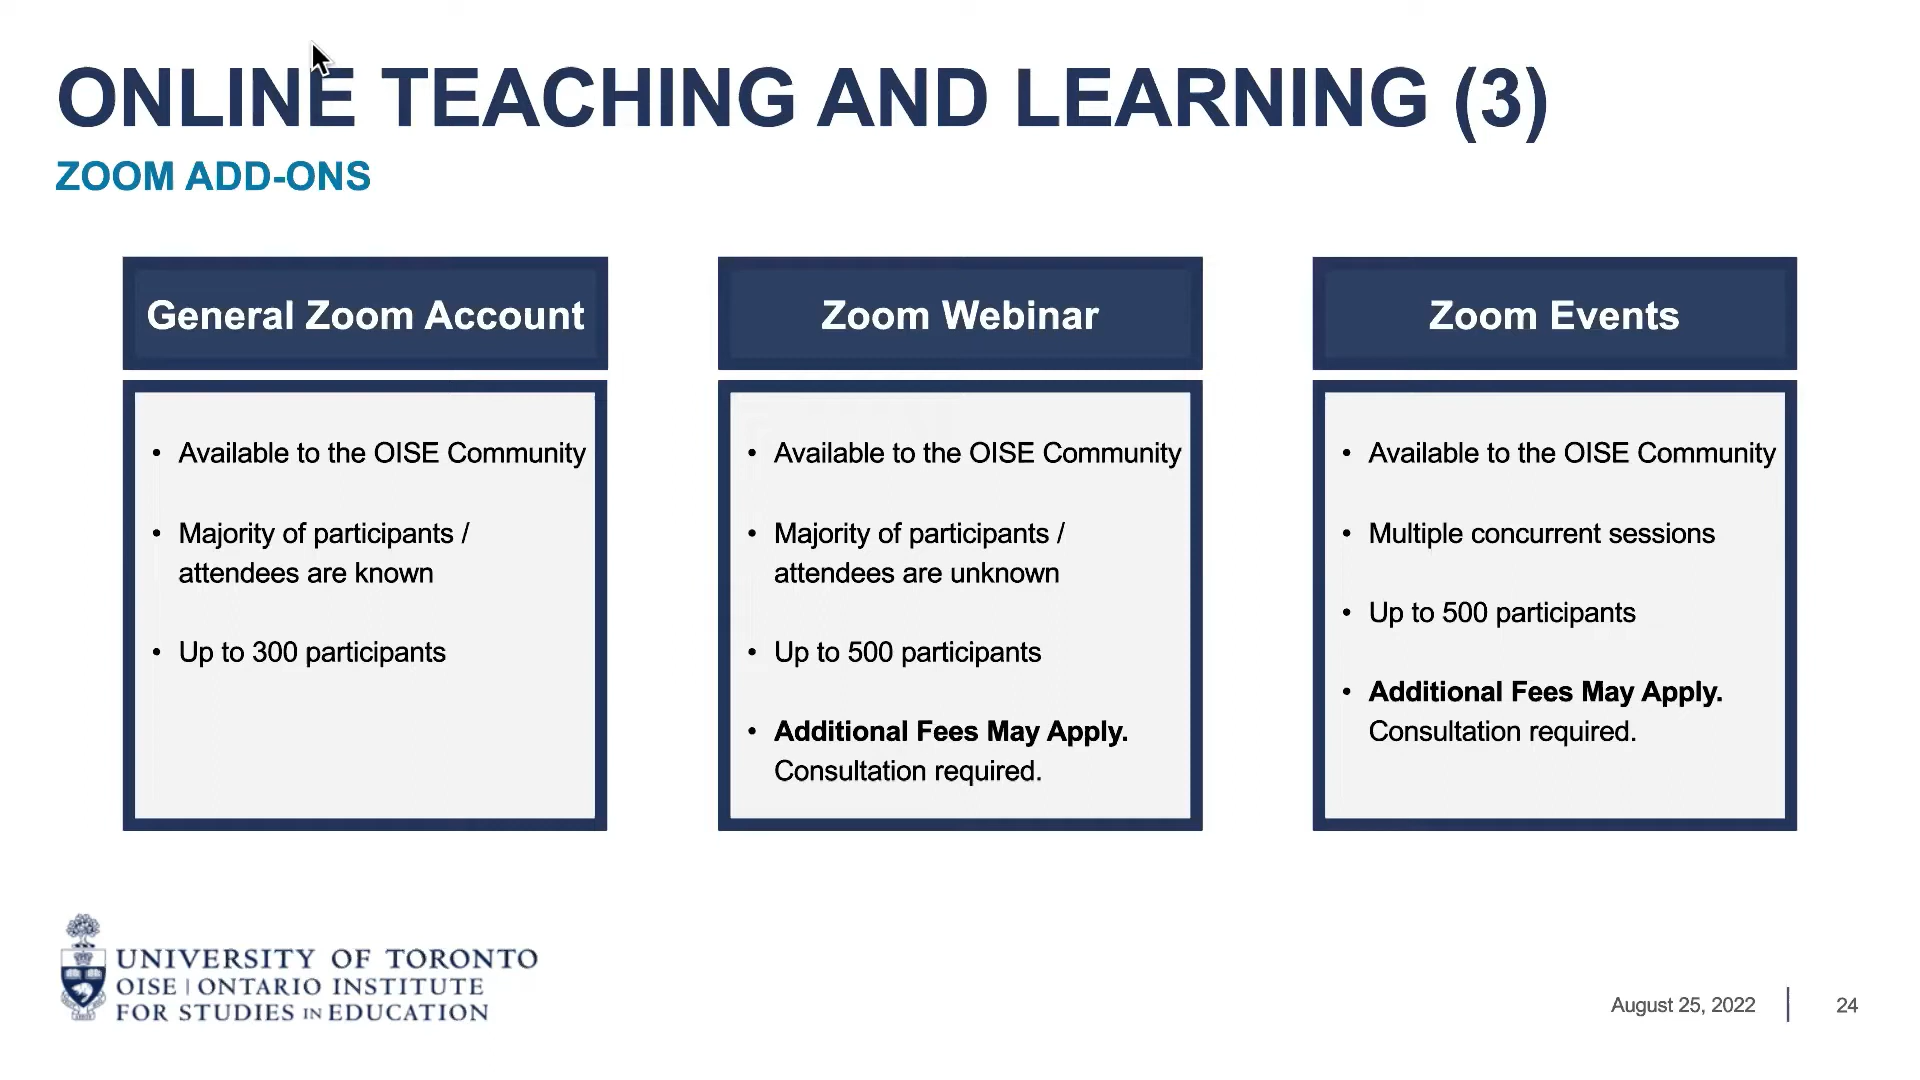 ONLINE TEACHING AND LEARNING (3)
ZOOM ADD-ONS
General Zoom Account
• Available to the OISE Community
• Majority of participants /
attendees are known
• Up to 300 participants
Zoom Webinar
• Available to the OISE Community
• Majority of participants /
attendees are unknown
• Up to 500 participants
• Additional Fees May Apply.
Consultation required.
Zoom Events
• Available to the OISE Community
• Multiple concurrent sessions
• Up to 500 participants
• Additional Fees May Apply.
Consultation required.
UNIVERSITY OF TORONTO
OISE | ONTARIO INSTITUTE
FOR STUDIES IN EDUCATION
August 25, 2022
24